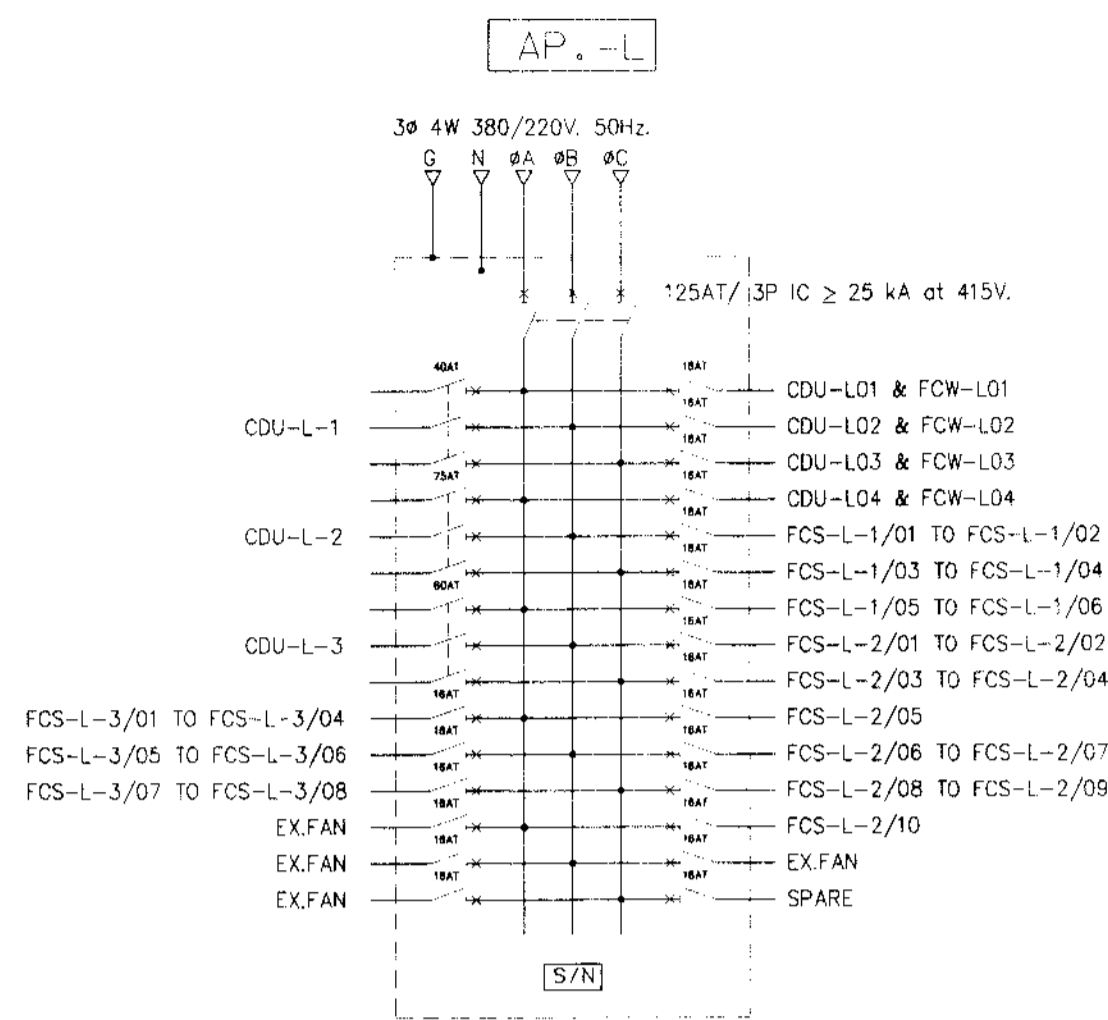 AP.-L
3ø 4W 380/220V. 50Hz.
G N øA øB øC
125AT/ 3P IC ≥ 25 kA at 415V.
40AT 16AT
CDU-L01 & FCW-L01
16AT
CDU-L-1 CDU-L02 & FCW-L02
16AT
CDU-L03 & FCW-L03
75AT 16AT
CDU-L04 & FCW-L04
16AT
CDU-L-2 FCS-L-1/01 TO FCS-L-1/02
16AT
FCS-L-1/03 TO FCS-L-1/04
60AT 16AT
FCS-L-1/05 TO FCS-L-1/06
16AT
CDU-L-3 FCS-L-2/01 TO FCS-L-2/02
16AT
FCS-L-2/03 TO FCS-L-2/04
16AT 16AT
FCS-L-3/01 TO FCS-L-3/04 FCS-L-2/05
16AT 16AT
FCS-L-3/05 TO FCS-L-3/06 FCS-L-2/06 TO FCS-L-2/07
16AT 16AT
FCS-L-3/07 TO FCS-L-3/08 FCS-L-2/08 TO FCS-L-2/09
16AT 16AT
EX.FAN FCS-L-2/10
16AT 16AT
EX.FAN EX.FAN
16AT 16AT
EX.FAN SPARE
S/N